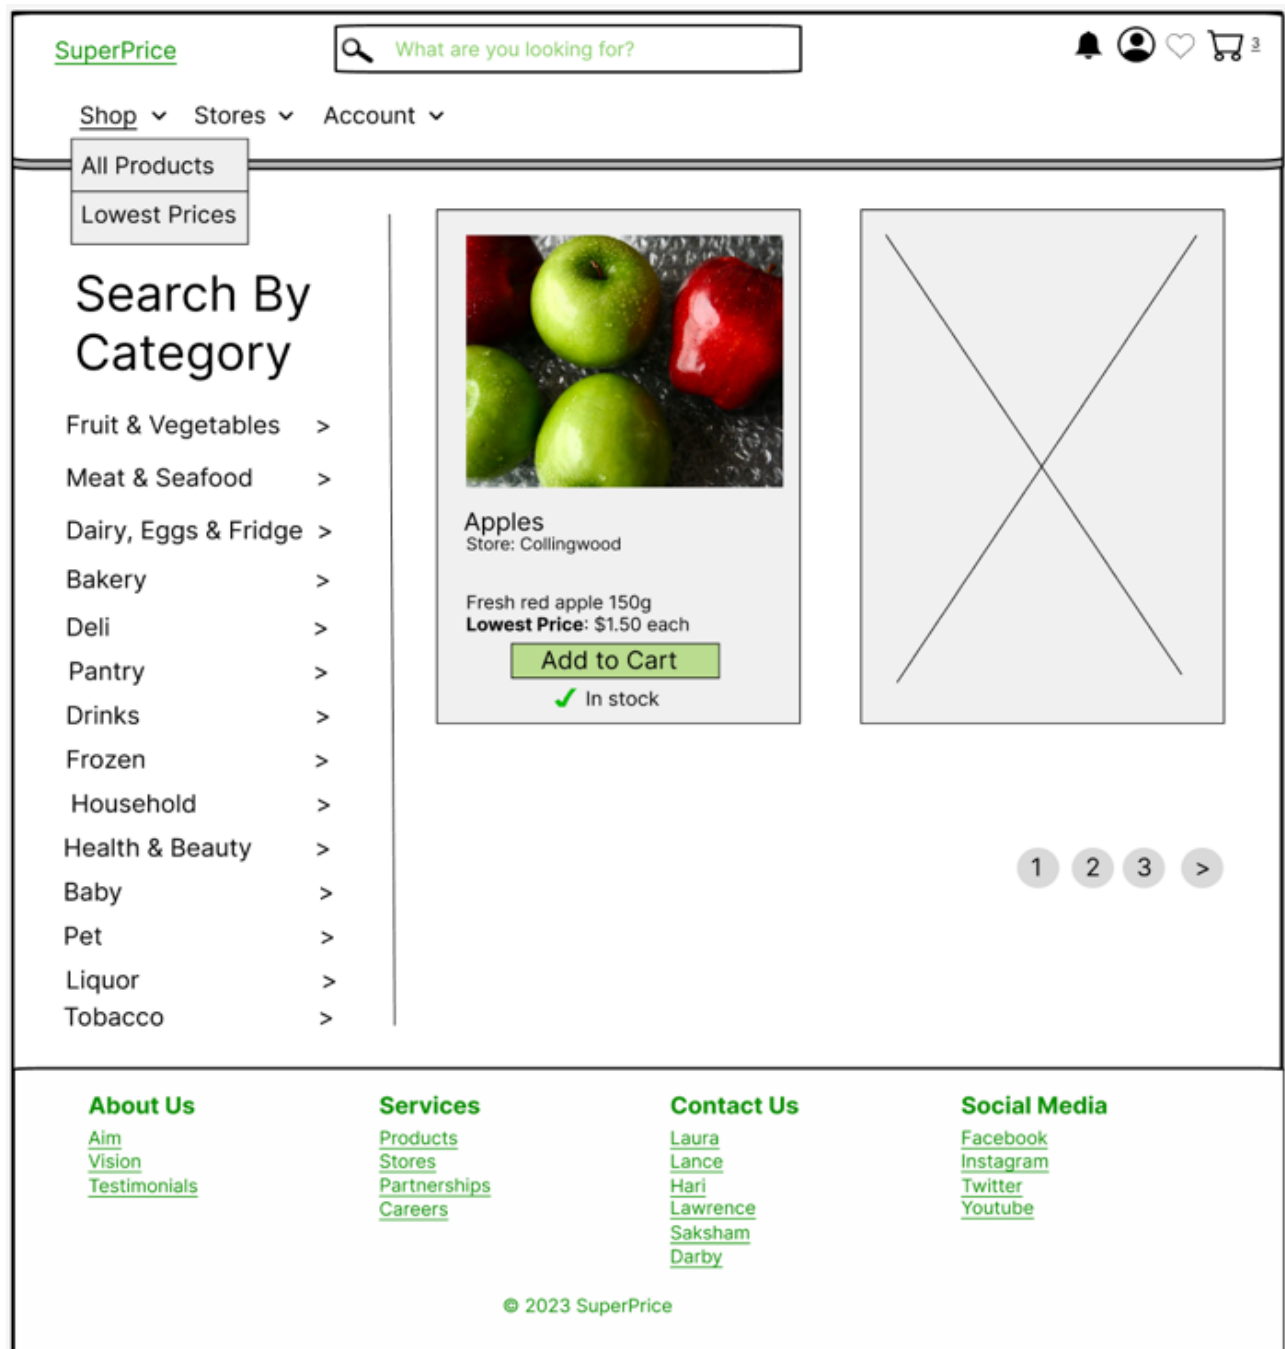 SuperPrice
What are you looking for?
3
Shop
Stores
Account
All Products
Lowest Prices
Search By
Category
Fruit & Vegetables >
Meat & Seafood >
Dairy, Eggs & Fridge >
Bakery >
Deli >
Pantry >
Drinks >
Frozen >
Household >
Health & Beauty >
Baby >
Pet >
Liquor >
Tobacco >
Apples
Store: Collingwood
Fresh red apple 150g
Lowest Price: $1.50 each
Add to Cart
In stock
1 2 3 >
About Us
Aim
Vision
Testimonials
Services
Products
Stores
Partnerships
Careers
Contact Us
Laura
Lance
Hari
Lawrence
Saksham
Darby
Social Media
Facebook
Instagram
Twitter
Youtube
© 2023 SuperPrice